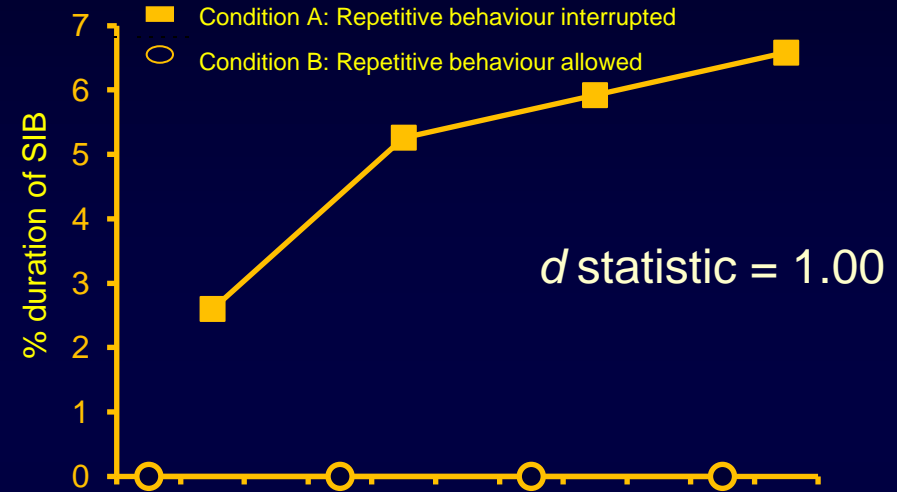 Condition A: Repetitive behaviour interrupted
Condition B: Repetitive behaviour allowed
7
6
5
4
3
2
1
0
% duration of SIB
d statistic = 1.00